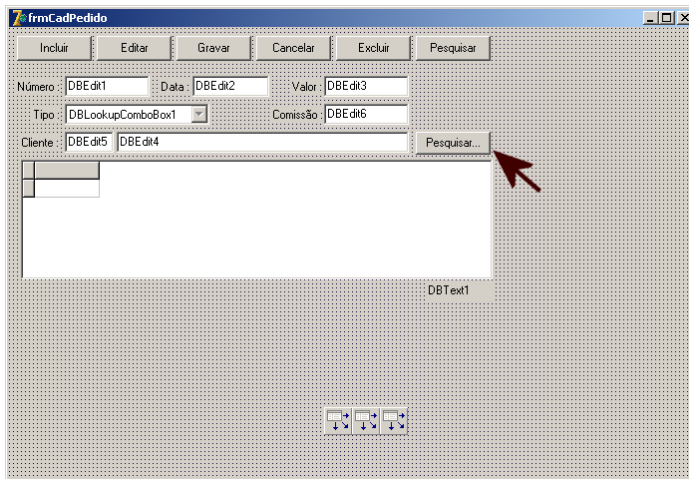 frmCadPedido
Incluir Editar Gravar Cancelar Excluir Pesquisar
Número : DBEdit1 Data : DBEdit2 Valor : DBEdit3
Tipo : DBLookupComboBox1 Comissão : DBEdit6
Cliente : DBEdit5 DBEdit4 Pesquisar...
DBText1